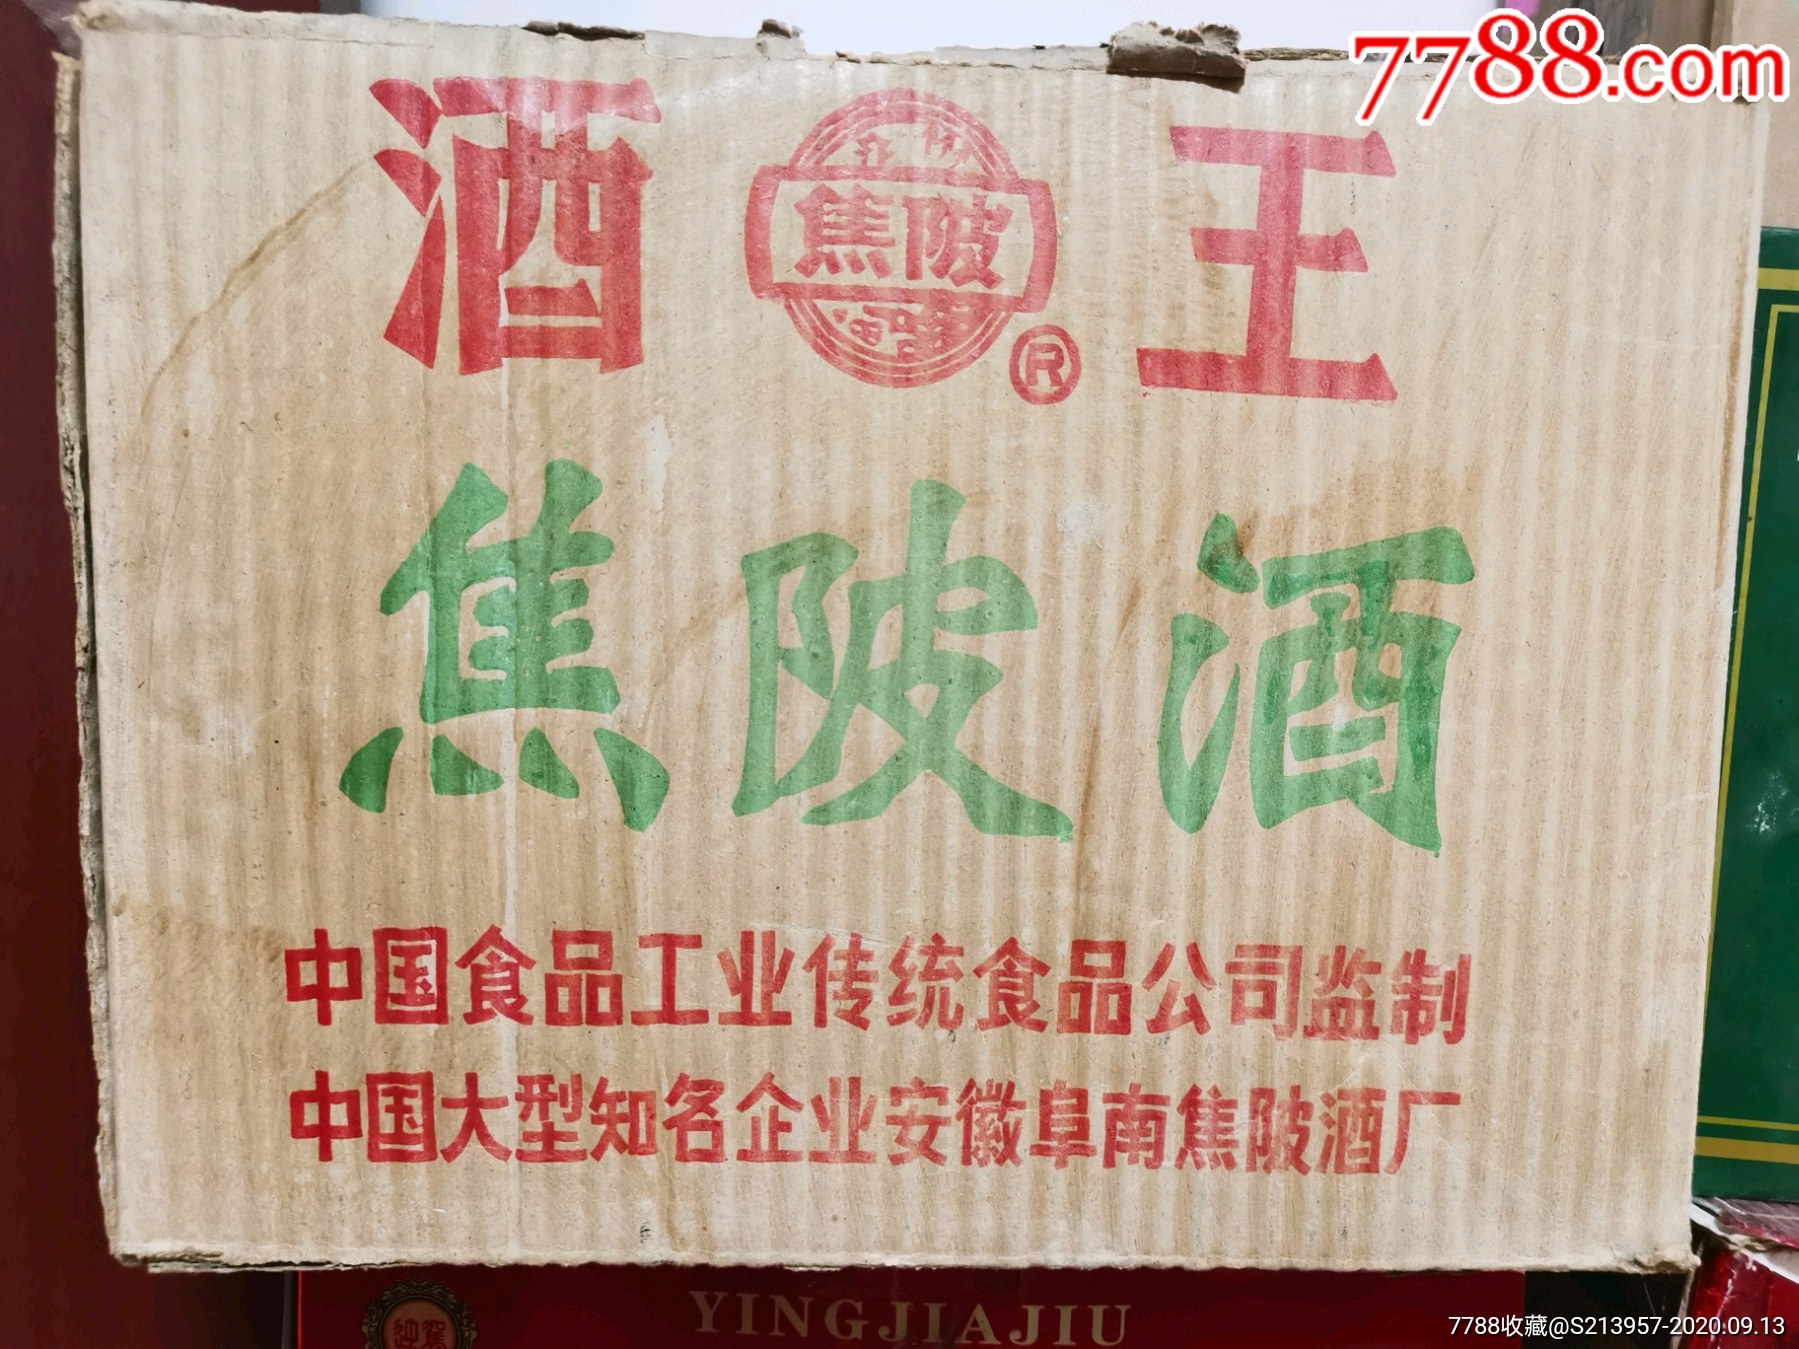 7788.com
酒 焦陂 王
®
焦陂酒
中国食品工业传统食品公司监制
中国大型知名企业安徽阜南焦陂酒厂
迎驾
YINGJIAJIU
7788收藏@S213957-2020.09.13